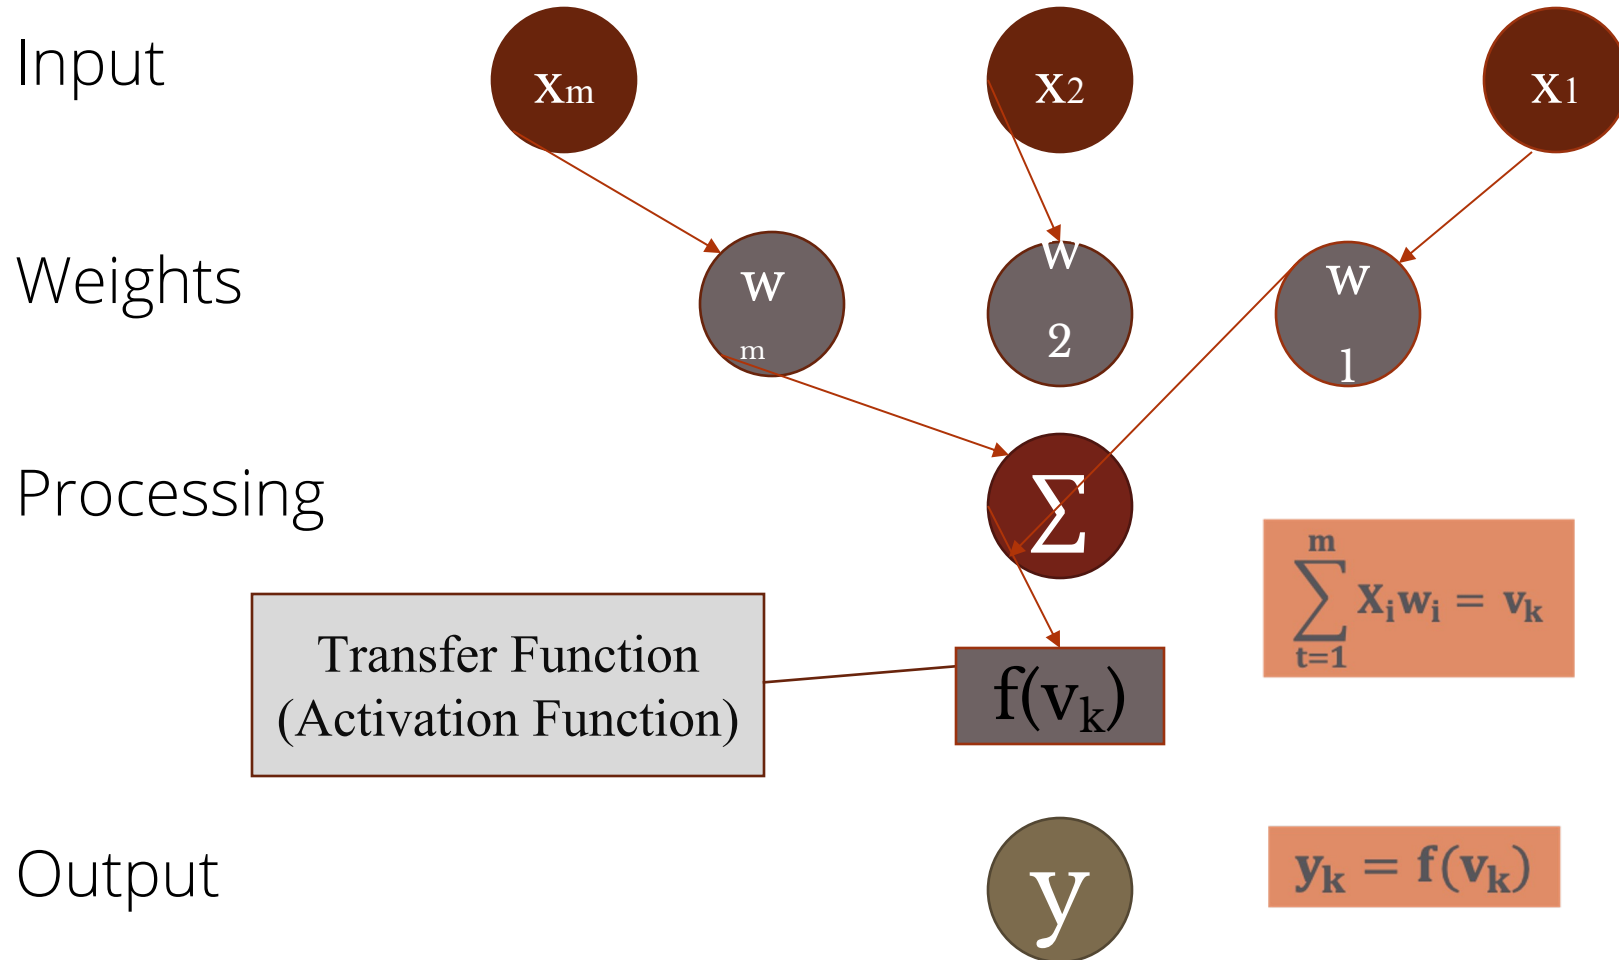 Input
Xm
X2
X1
Weights
w
m
w
2
w
1
Processing
Σ
m
∑ Xᵢwᵢ = vₖ
t=1
Transfer Function
(Activation Function)
f(vₖ)
Output
y
yₖ = f(vₖ)